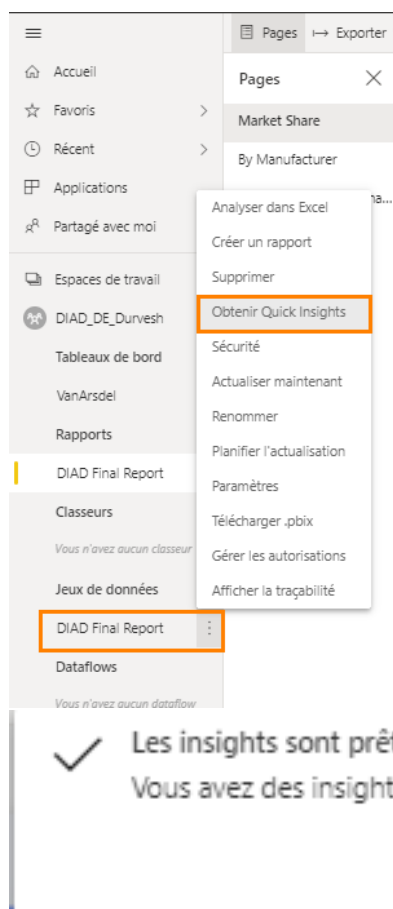 Pages
Exporter
Accueil
Pages
Favoris
Market Share
Récent
By Manufacturer
Applications
Analyser dans Excel
Partagé avec moi
Créer un rapport
Supprimer
Espaces de travail
Obtenir Quick Insights
DIAD_DE_Durvesh
Sécurité
Tableaux de bord
Actualiser maintenant
VanArsdel
Renommer
Rapports
Planifier l'actualisation
DIAD Final Report
Paramètres
Classeurs
Télécharger .pbix
Vous n'avez aucun classeur
Gérer les autorisations
Jeux de données
Afficher la traçabilité
DIAD Final Report
Dataflows
Vous n'avez aucun dataflow
Les insights sont
Vous avez des